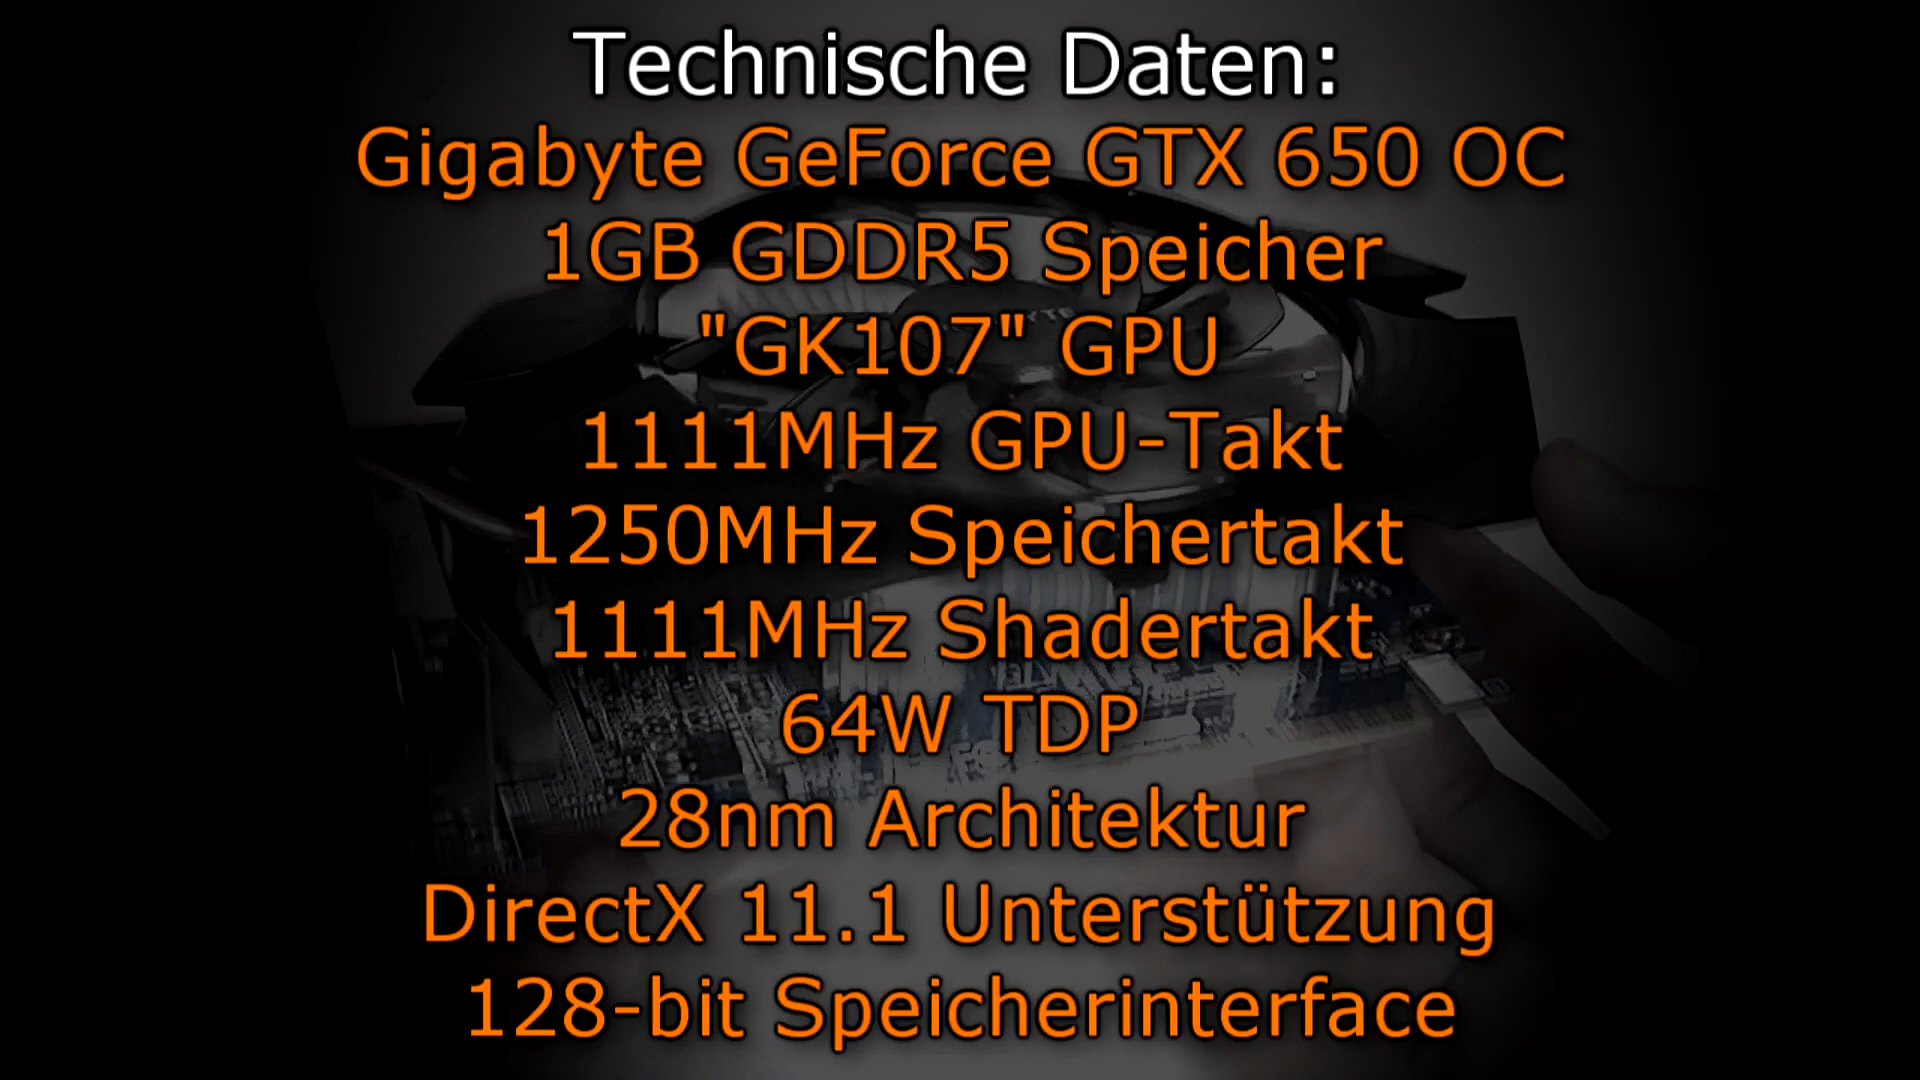 Technische Daten:
Gigabyte GeForce GTX 650 OC
1GB GDDR5 Speicher
"GK107" GPU
1111MHz GPU-Takt
1250MHz Speichertakt
1111MHz Shadertakt
64W TDP
28nm Architektur
DirectX 11.1 Unterstützung
128-bit Speicherinterface